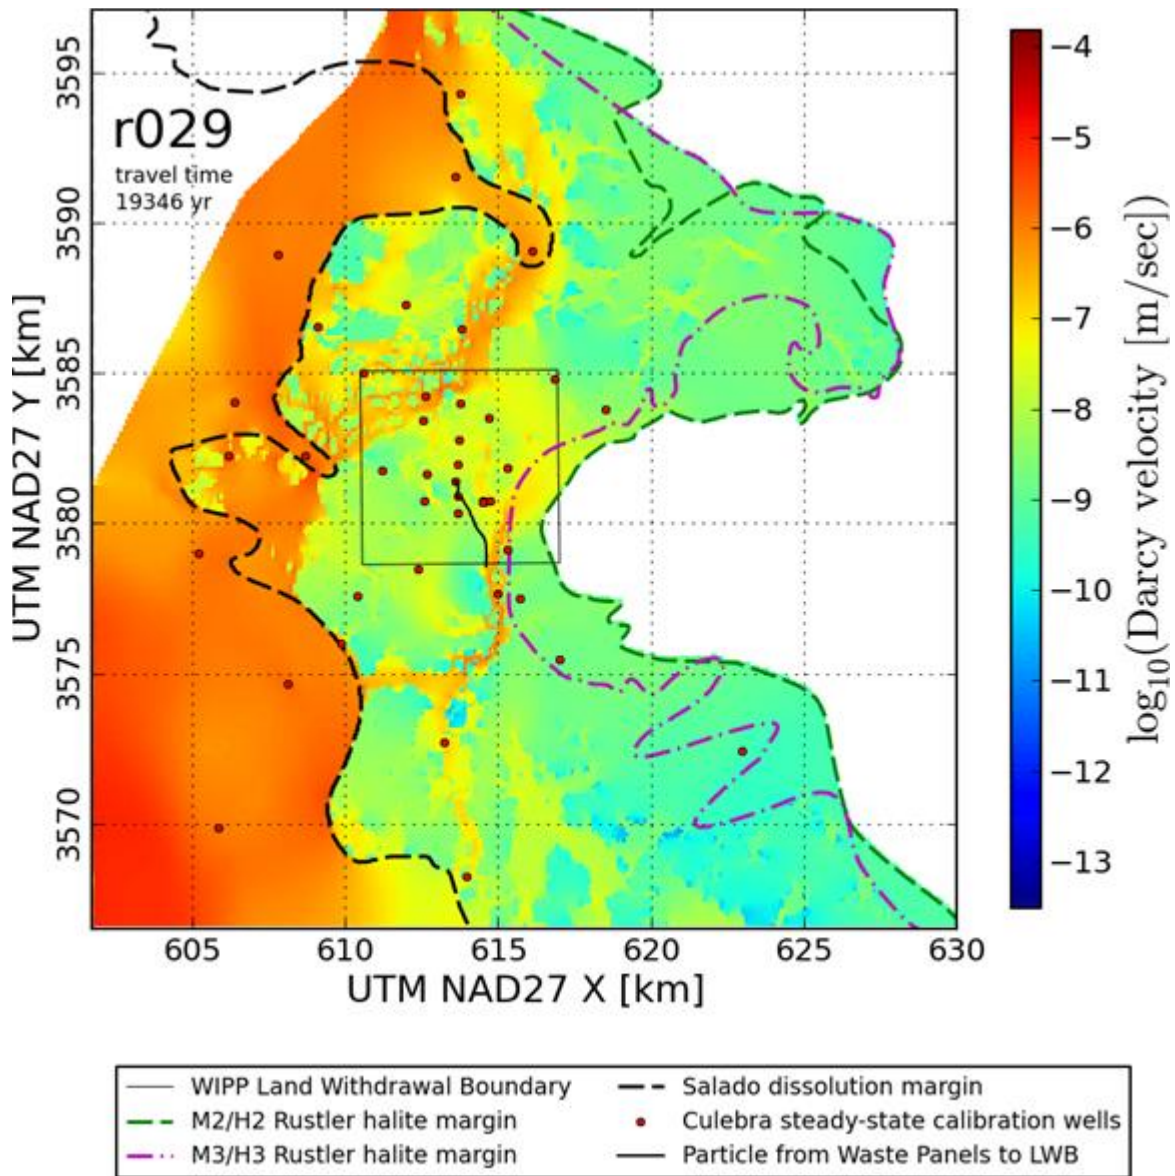 r029
travel time
19346 yr
3595
3590
3585
3580
3575
3570
UTM NAD27 Y [km]
605
610
615
620
625
630
UTM NAD27 X [km]
−4
−5
−6
−7
−8
−9
−10
−11
−12
−13
log₁₀(Darcy velocity [m/sec])
WIPP Land Withdrawal Boundary
M2/H2 Rustler halite margin
M3/H3 Rustler halite margin
Salado dissolution margin
Culebra steady-state calibration wells
Particle from Waste Panels to LWB